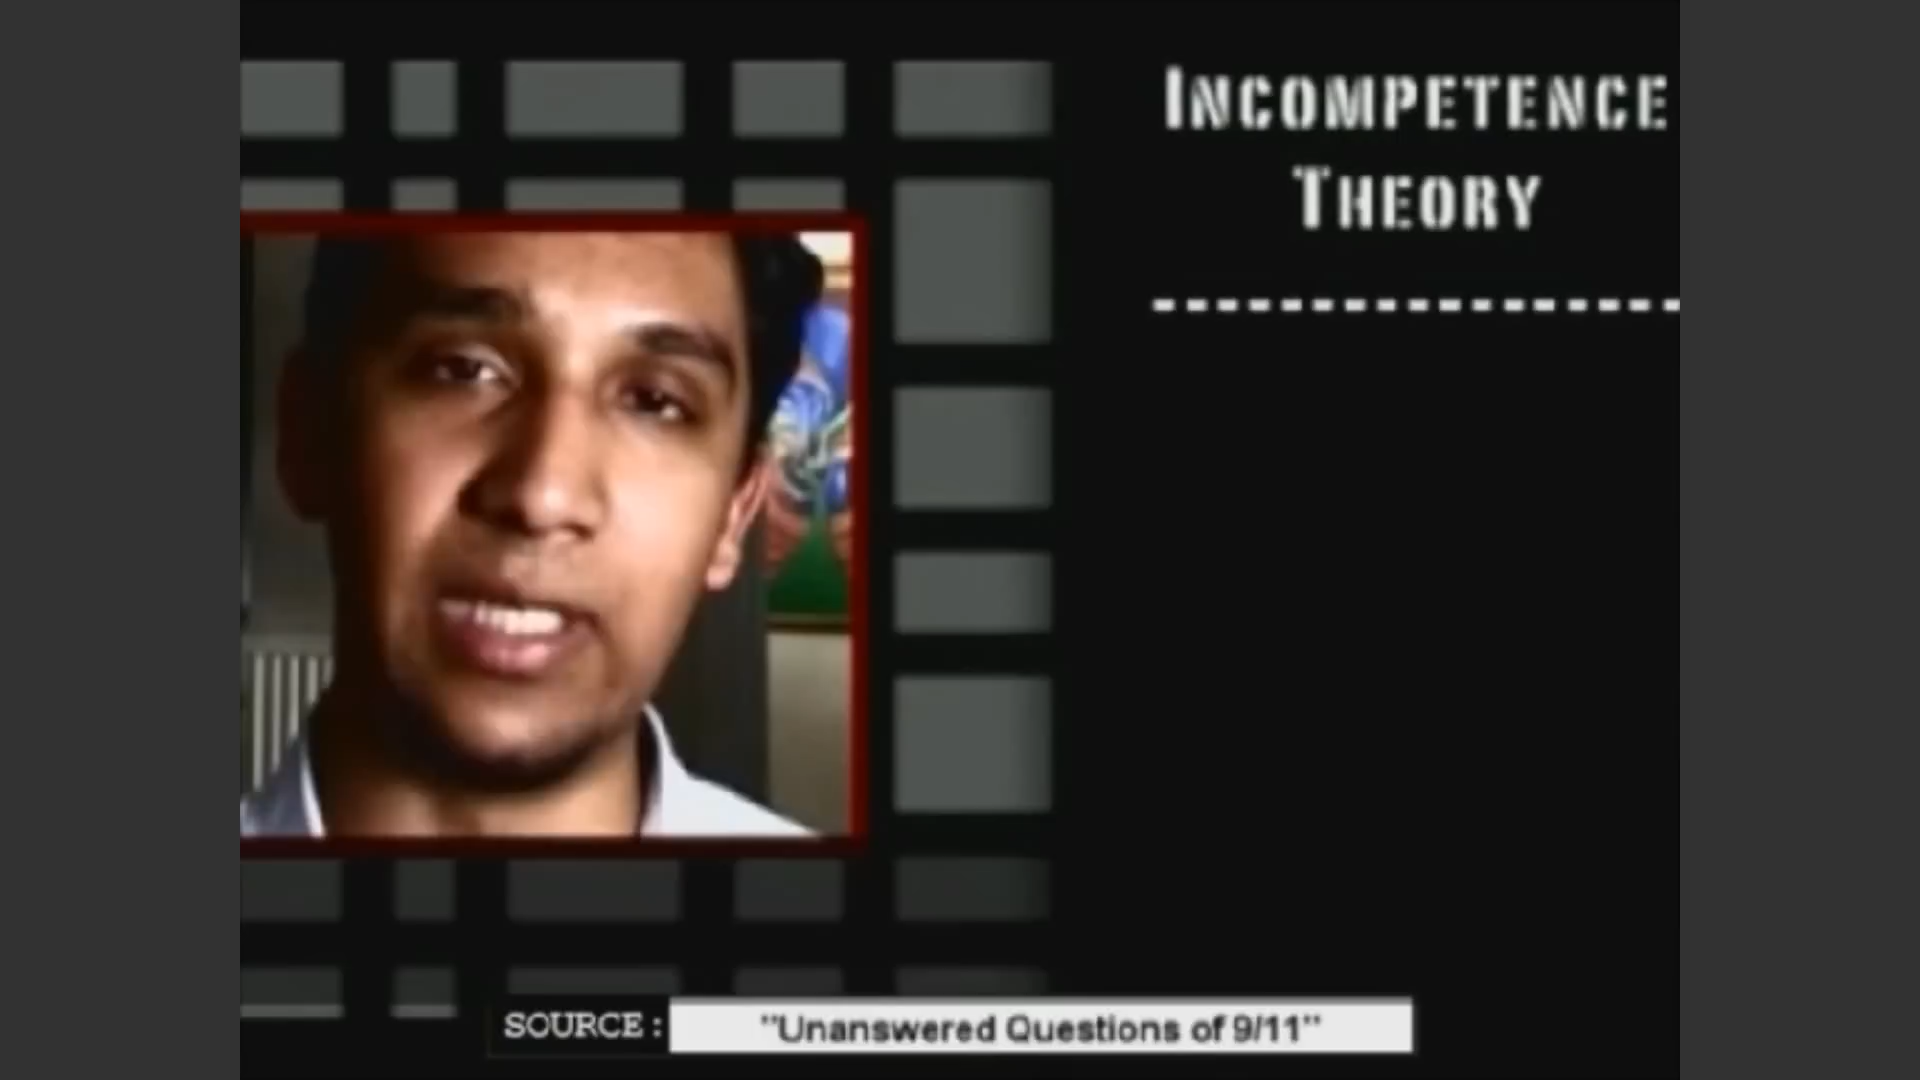 INCOMPETENCE
THEORY
SOURCE :
"Unanswered Questions of 9/11"